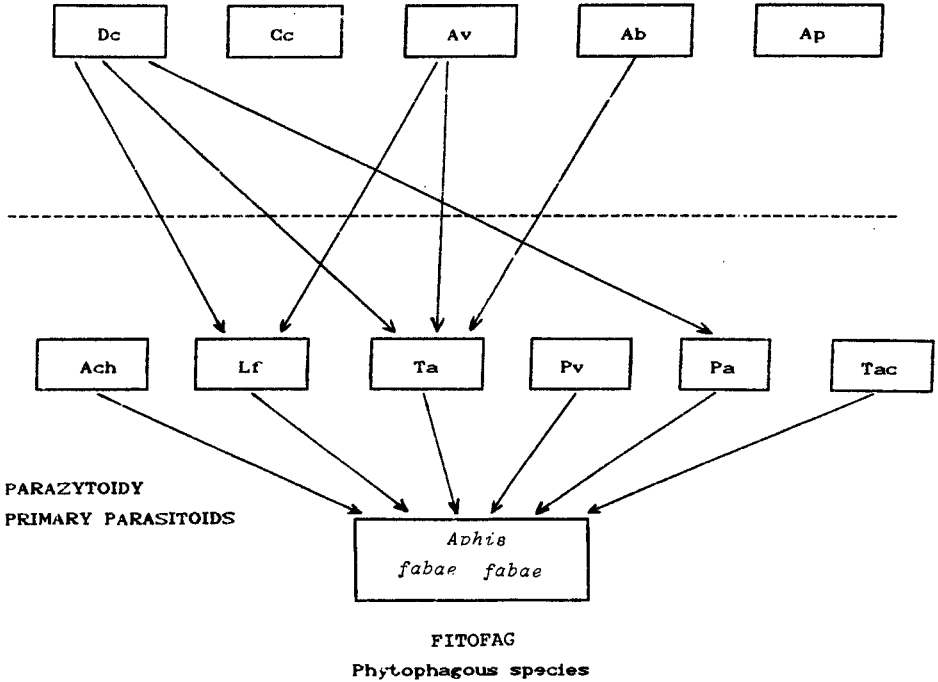 Dc Cc Av Ab Ap
Ach Lf Ta Pv Pa Tac
PARAZYTOIDY
PRIMARY PARASITOIDS
Aphis
fabae fabae
FITOFAG
Phytophagous species